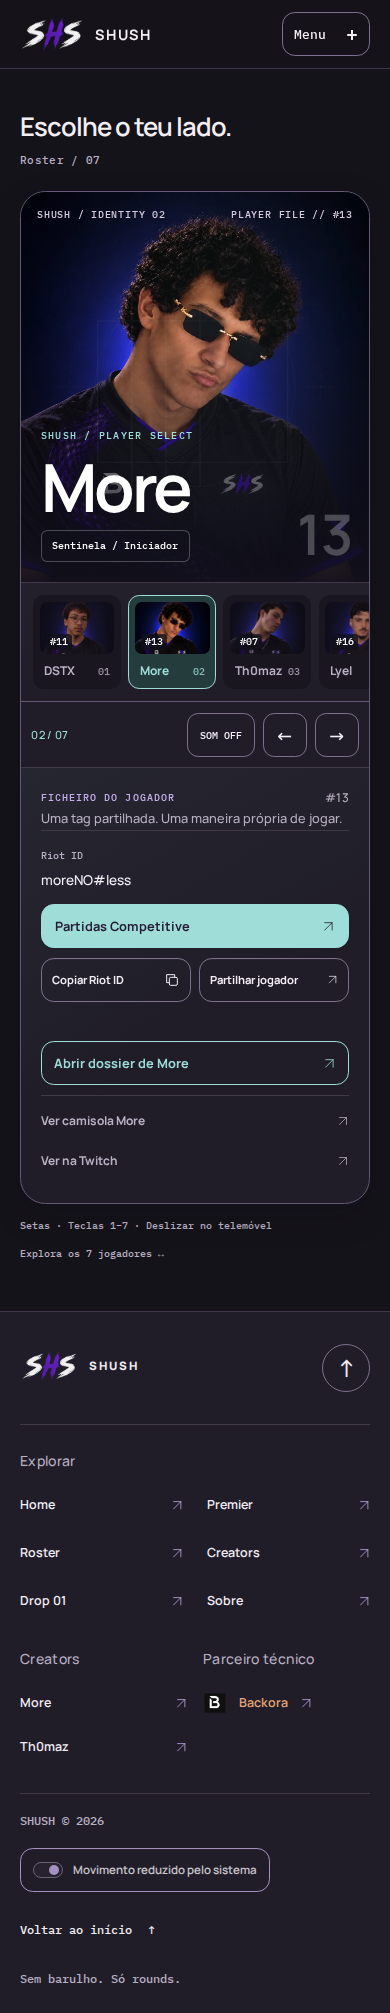 SHS SHUSH
Menu +
Escolhe o teu lado.
Roster / 07
SHUSH / IDENTITY 02
PLAYER FILE // #13
SHUSH / PLAYER SELECT
More
SHS
13
Sentinela / Iniciador
#11
DSTX 01
#13
More 02
#07
Th0maz 03
#16
Lyel
02 / 07
SOM OFF
←
→
FICHEIRO DO JOGADOR
#13
Uma tag partilhada. Uma maneira própria de jogar.
Riot ID
moreNO#less
Partidas Competitive
Copiar Riot ID
Partilhar jogador
Abrir dossier de More
Ver camisola More
Ver na Twitch
Setas · Teclas 1–7 · Deslizar no telemóvel
Explora os 7 jogadores ↔
SHS SHUSH
↑
Explorar
Home
Premier
Roster
Creators
Drop 01
Sobre
Creators
Parceiro técnico
More
B Backora
Th0maz
SHUSH © 2026
Movimento reduzido pelo sistema
Voltar ao início ↑
Sem barulho. Só rounds.